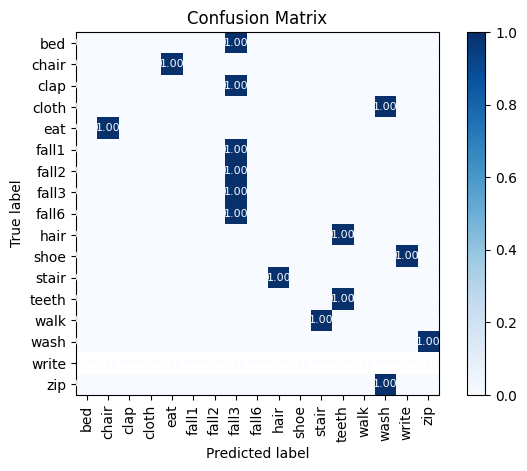 Confusion Matrix
True label
bed 1.00
chair 1.00
clap 1.00
cloth 1.00
eat 1.00
fall1 1.00
fall2 1.00
fall3 1.00
fall6 1.00
hair 1.00
shoe 1.00
stair 1.00
teeth 1.00
walk 1.00
wash 1.00
write
zip 1.00
bed chair clap cloth eat fall1 fall2 fall3 fall6 hair shoe stair teeth walk wash write zip
Predicted label
1.0
0.8
0.6
0.4
0.2
0.0